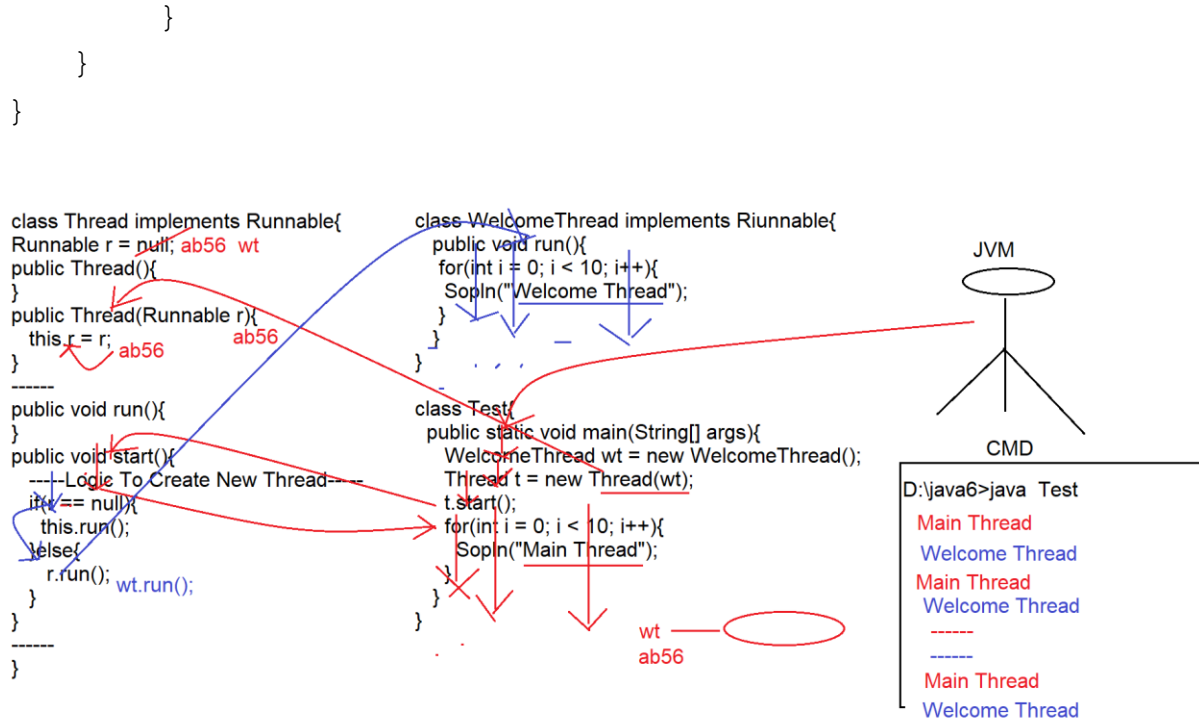 }
}
}
class Thread implements Runnable{
Runnable r = null; ab56 wt
public Thread(){
}
public Thread(Runnable r){
this.r = r; ab56 ab56
}
------
public void run(){
}
public void start(){
-----Logic To Create New Thread-----
if(r == null){
this.run();
}else{
r.run(); wt.run();
}
}
------
}
class WelcomeThread implements Riunnable{
public void run(){
for(int i = 0; i < 10; i++){
Sopln("Welcome Thread");
}
}
}
class Test{
public static void main(String[] args){
WelcomeThread wt = new WelcomeThread();
Thread t = new Thread(wt);
t.start();
for(int i = 0; i < 10; i++){
Sopln("Main Thread");
}
}
}
wt
ab56
JVM
CMD
D:\java6>java Test
Main Thread
Welcome Thread
Main Thread
Welcome Thread
------
------
Main Thread
Welcome Thread